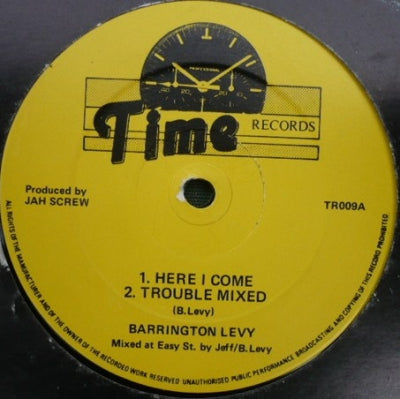 PROFESSIONAL
Time
RECORDS
Produced by
JAH SCREW
TR009A
1. HERE I COME
2. TROUBLE MIXED
(B.Levy)
BARRINGTON LEVY
Mixed at Easy St. by Jeff/B.Levy
ALL RIGHTS OF THE MANUFACTURER AND OF THE OWNER OF THE RECORDED WORK RESERVED UNAUTHORISED PUBLIC PERFORMANCE BROADCASTING AND COPYING OF THIS RECORD PROHIBITED